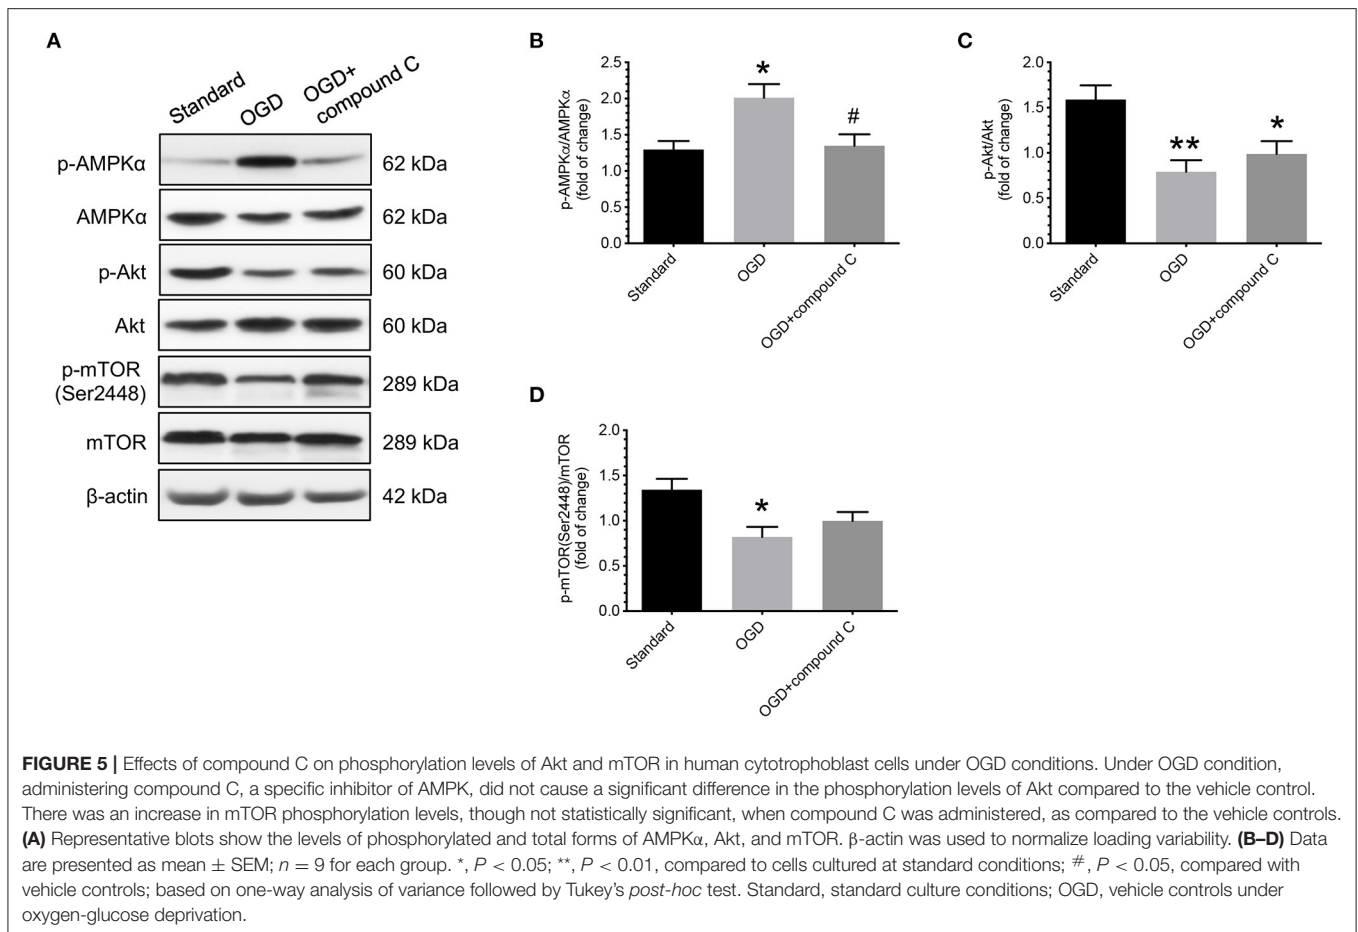 A
Standard
OGD
OGD+
compound C
p-AMPKα
62 kDa
AMPKα
62 kDa
p-Akt
60 kDa
Akt
60 kDa
p-mTOR
(Ser2448)
289 kDa
mTOR
289 kDa
β-actin
42 kDa
B
p-AMPKα/AMPKα
(fold of change)
2.5
2.0
1.5
1.0
0.5
0.0
*
#
Standard
OGD
OGD+compound C
C
p-Akt/Akt
(fold of change)
2.0
1.5
1.0
0.5
0.0
**
*
Standard
OGD
OGD+compound C
D
p-mTOR(Ser2448)/mTOR
(fold of change)
2.0
1.5
1.0
0.5
0.0
*
Standard
OGD
OGD+compound C
FIGURE 5 | Effects of compound C on phosphorylation levels of Akt and mTOR in human cytotrophoblast cells under OGD conditions. Under OGD condition,
administering compound C, a specific inhibitor of AMPK, did not cause a significant difference in the phosphorylation levels of Akt compared to the vehicle control.
There was an increase in mTOR phosphorylation levels, though not statistically significant, when compound C was administered, as compared to the vehicle controls.
(A) Representative blots show the levels of phosphorylated and total forms of AMPKα, Akt, and mTOR. β-actin was used to normalize loading variability. (B–D) Data
are presented as mean ± SEM; n = 9 for each group. *, P < 0.05; **, P < 0.01, compared to cells cultured at standard conditions; #, P < 0.05, compared with
vehicle controls; based on one-way analysis of variance followed by Tukey's post-hoc test. Standard, standard culture conditions; OGD, vehicle controls under
oxygen-glucose deprivation.